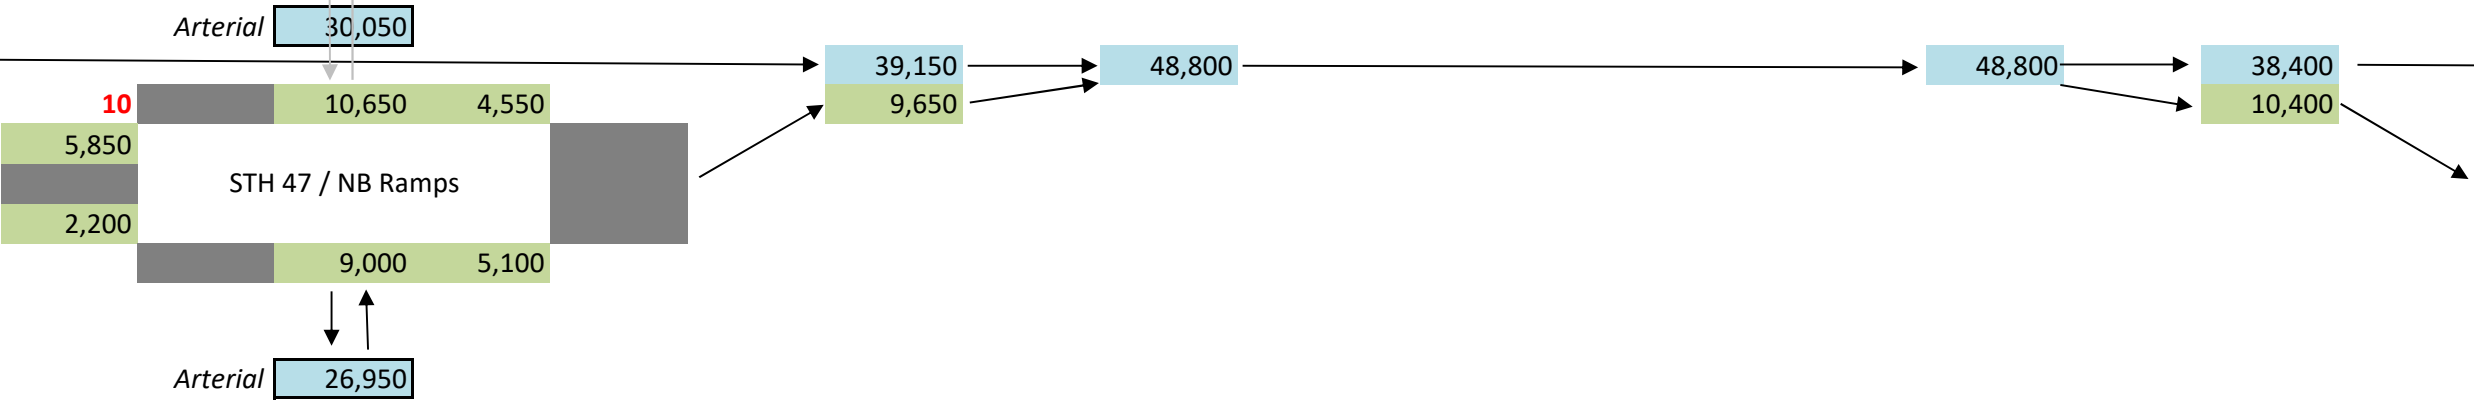 Arterial 30,050
39,150 48,800 48,800 38,400
10 10,650 4,550 9,650 10,400
5,850
STH 47 / NB Ramps
2,200
9,000 5,100
Arterial 26,950